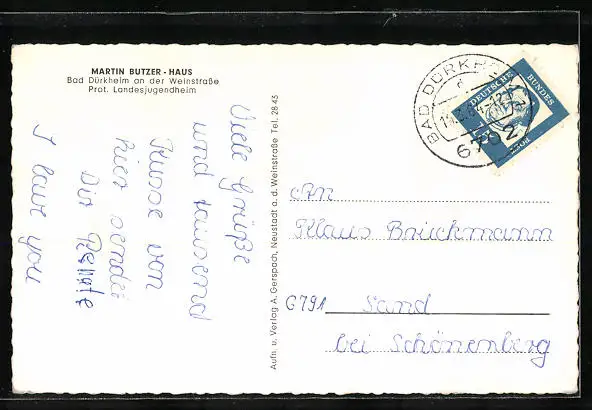 MARTIN BUTZER - HAUS
Bad Dürkheim an der Weinstraße
Prot. Landesjugendheim
Viele Grüße
und tausend
Küsse von
hier sendet
Dir Renate
I love you
Aufn. u. Verlag A. Gerspach, Neustadt a. d. Weinstraße Tel. 28 43
BAD DÜRKHEIM
6702
DEUTSCHE BUNDESPOST
An
Klaus Brückmann
6791 Sand
bei Schönenberg